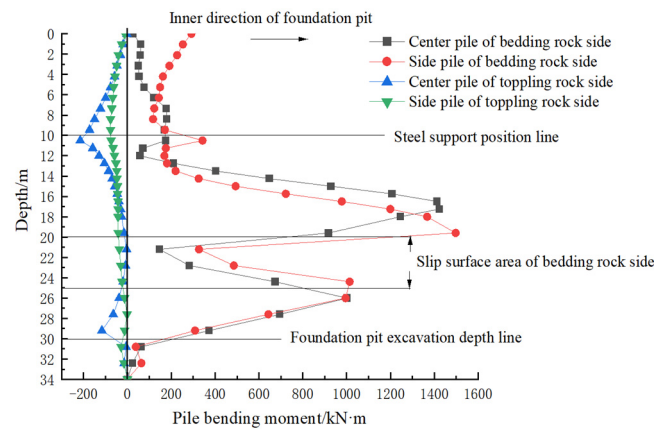 Inner direction of foundation pit
Center pile of bedding rock side
Side pile of bedding rock side
Center pile of toppling rock side
Side pile of toppling rock side
Steel support position line
Slip surface area of bedding rock side
Foundation pit excavation depth line
Depth/m
0
2
4
6
8
10
12
14
16
18
20
22
24
26
28
30
32
34
-200
0
200
400
600
800
1000
1200
1400
1600
Pile bending moment/kN·m